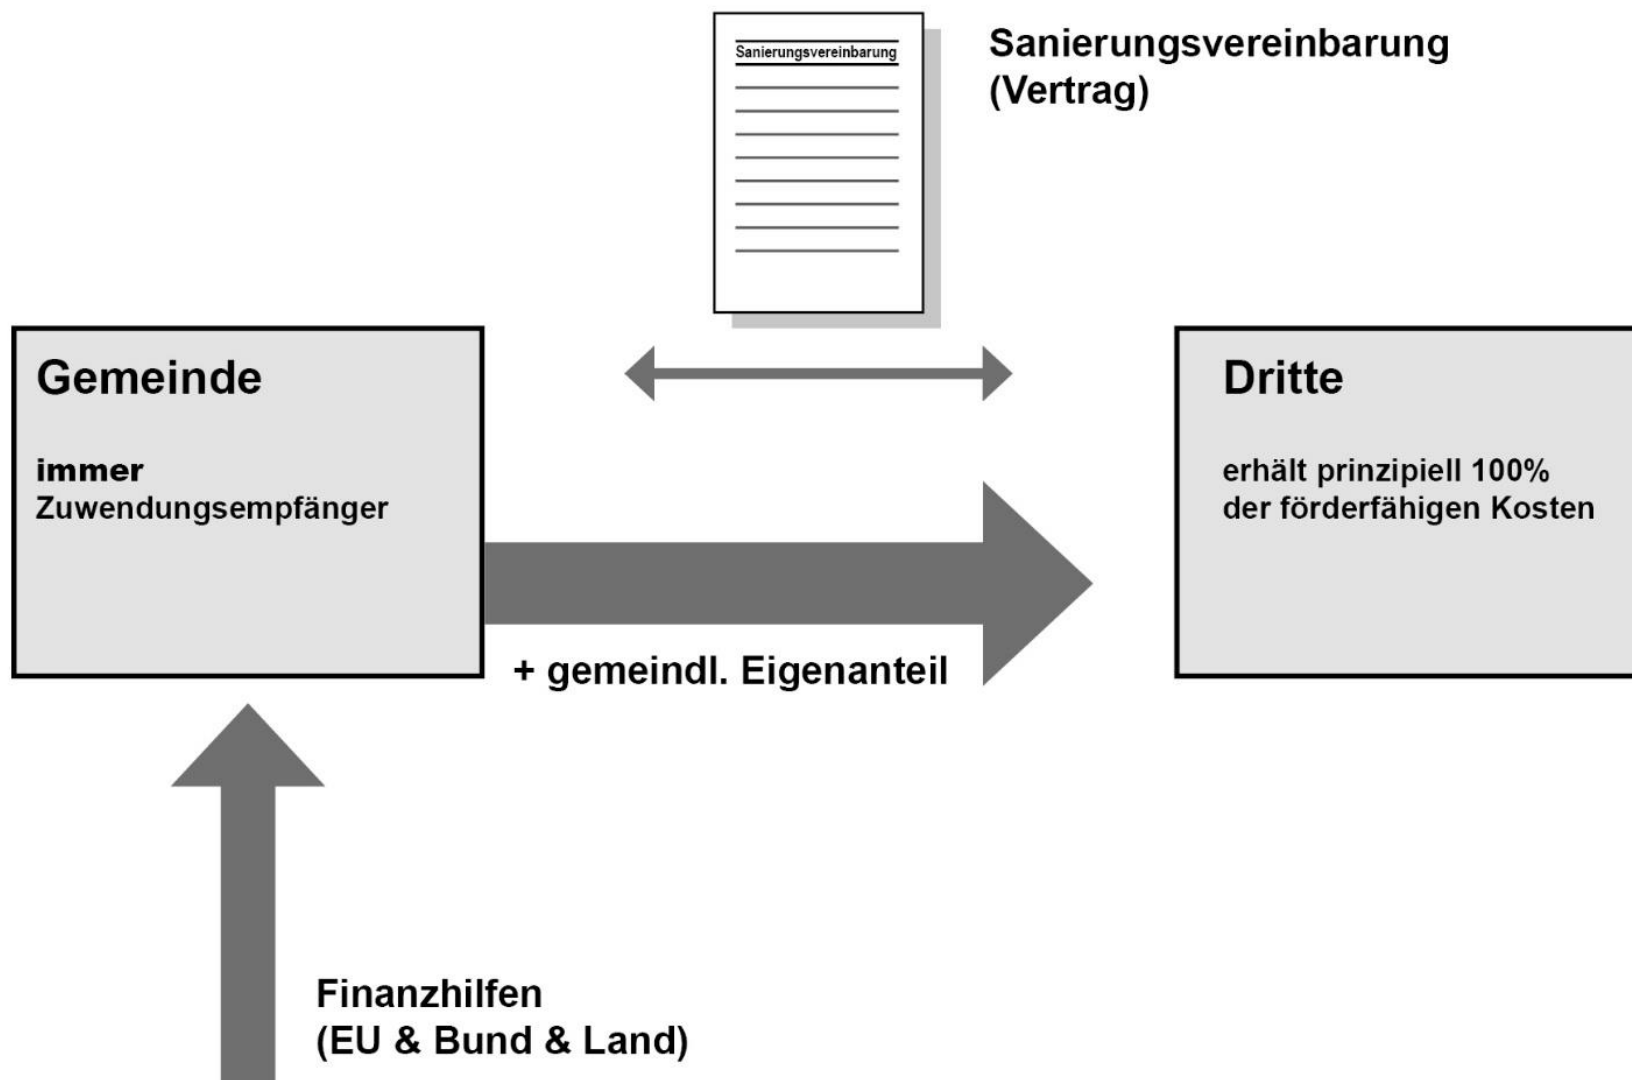 Sanierungsvereinbarung
Sanierungsvereinbarung
(Vertrag)
Gemeinde
immer
Zuwendungsempfänger
Dritte
erhält prinzipiell 100%
der förderfähigen Kosten
+ gemeindl. Eigenanteil
Finanzhilfen
(EU & Bund & Land)